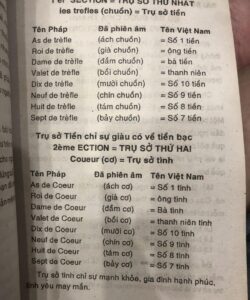 1er SECTION = TRỤ SỞ THỨ NHẤT
les trefles (chuồn) = Trụ sở tiền
Tên Pháp Đã phiên âm Tên Việt Nam
As de trèfle (ách chuồn) = Số 1 tiền
Roi de trèfle (già chuồn) = ông tiền
Dame de trèfle (đầm chuồn) = bà tiền
Valet de trèfle (bồi chuồn) = thanh niên
Dix de trèfle (mười chuồn) = Số 10 tiền
Neuf de trèfle (chín chuồn) = Số 9 tiền
Huit de trèfle (tám chuồn) = Số 8 tiền
Sept de trèfle (bảy chuồn) = Số 7 tiền
Trụ sở Tiền chỉ sự giàu có về tiền bạc
2ème ECTION = TRỤ SỞ THỨ HAI
Coueur (cơ) = Trụ sở tình
Tên Pháp Đã phiên âm Tên Việt Nam
As de Coeur (ách cơ) = Số 1 tình
Roi de Coeur (già cơ) = ông tình
Dame de Coeur (đầm cơ) = Bà tình
Valet de Coeur (bồi cơ) = thanh niên tình
Dix de Coeur (mười cơ) = Số 10 tình
Neuf de Coeur (chín cơ) = Số 9 tình
Huit de Coeur (tám cơ) = Số 8 tình
Sept de Coeur (bảy cơ) = Số 7 tình
Trụ sở tình chỉ sự mạnh khỏe, gia đình hạnh phúc,
tình yêu may mắn.